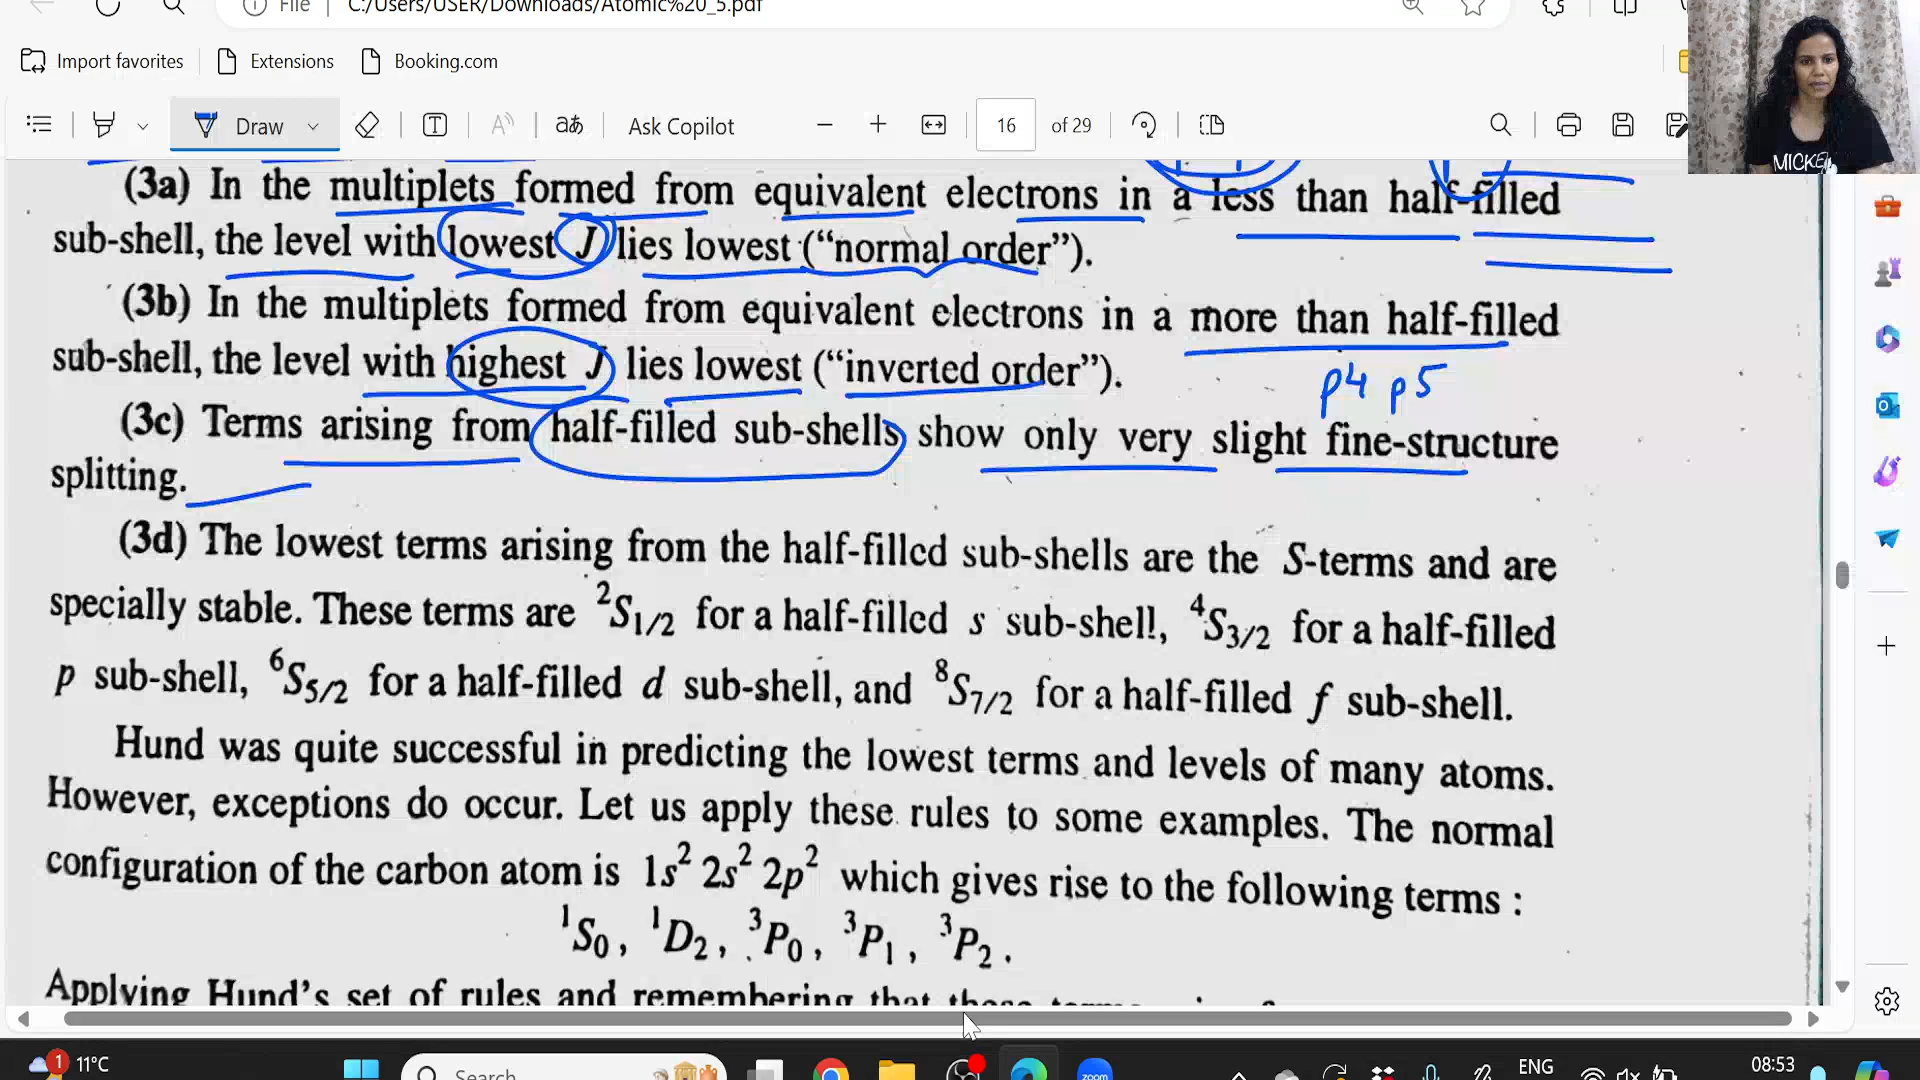 File C:/Users/USER/Downloads/Atomic%20_5.pdf
Import favorites Extensions Booking.com
Draw Ask Copilot 16 of 29
MICKE
(3a) In the multiplets formed from equivalent electrons in a less than half-filled
sub-shell, the level with lowest J lies lowest (“normal order”).
(3b) In the multiplets formed from equivalent electrons in a more than half-filled
sub-shell, the level with highest J lies lowest (“inverted order”).
p4 p5
(3c) Terms arising from half-filled sub-shells show only very slight fine-structure
splitting.
(3d) The lowest terms arising from the half-filled sub-shells are the S-terms and are
specially stable. These terms are ²S₁/₂ for a half-filled s sub-shell, ⁴S₃/₂ for a half-filled
p sub-shell, ⁶S₅/₂ for a half-filled d sub-shell, and ⁸S₇/₂ for a half-filled f sub-shell.
Hund was quite successful in predicting the lowest terms and levels of many atoms.
However, exceptions do occur. Let us apply these rules to some examples. The normal
configuration of the carbon atom is 1s² 2s² 2p² which gives rise to the following terms :
¹S₀, ¹D₂, ³P₀, ³P₁, ³P₂.
Applying Hund's set of rules and remembering that these terms
1 11°C Search zoom ENG 08:53